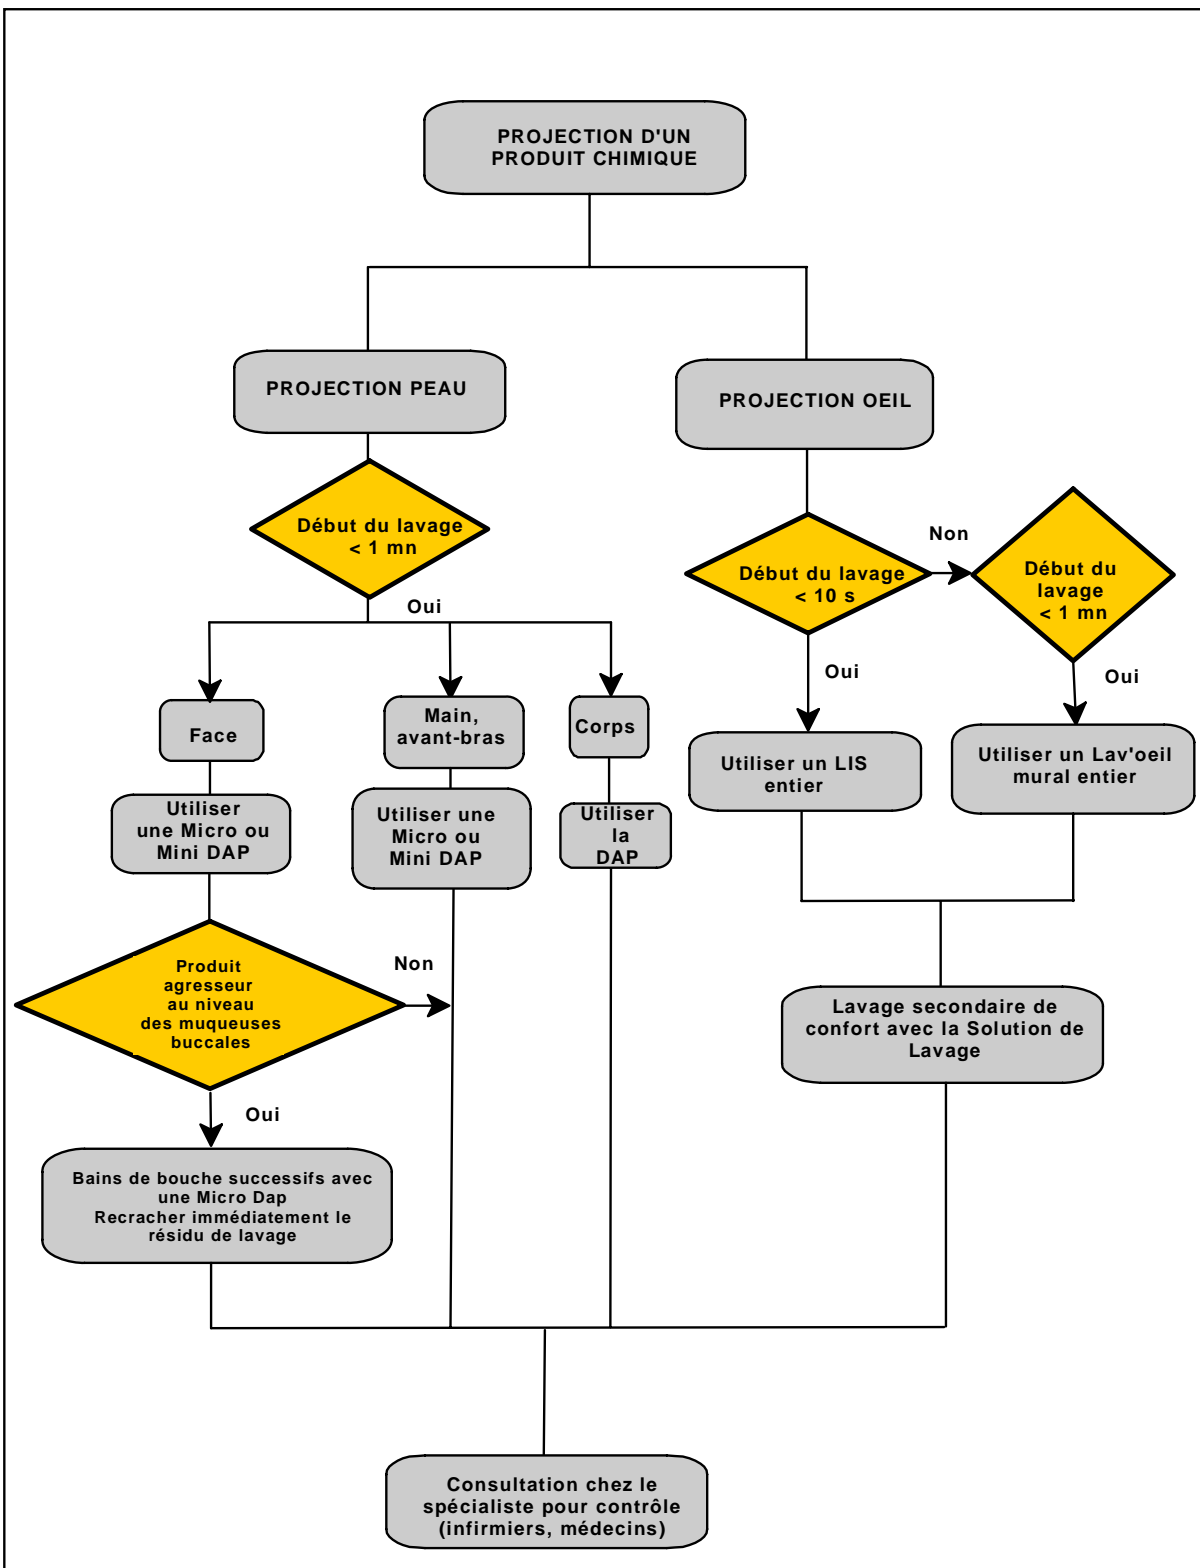 PROJECTION D'UN
PRODUIT CHIMIQUE
PROJECTION PEAU
PROJECTION OEIL
Début du lavage
< 1 mn
Début du lavage
< 10 s
Non
Début du
lavage
< 1 mn
Oui
Oui
Oui
Face
Main,
avant-bras
Corps
Utiliser un LIS
entier
Utiliser un Lav'oeil
mural entier
Utiliser
une Micro ou
Mini DAP
Utiliser une
Micro ou
Mini DAP
Utiliser
la
DAP
Produit
agresseur
au niveau
des muqueuses
buccales
Non
Lavage secondaire de
confort avec la Solution de
Lavage
Oui
Bains de bouche successifs avec
une Micro Dap
Recracher immédiatement le
résidu de lavage
Consultation chez le
spécialiste pour contrôle
(infirmiers, médecins)